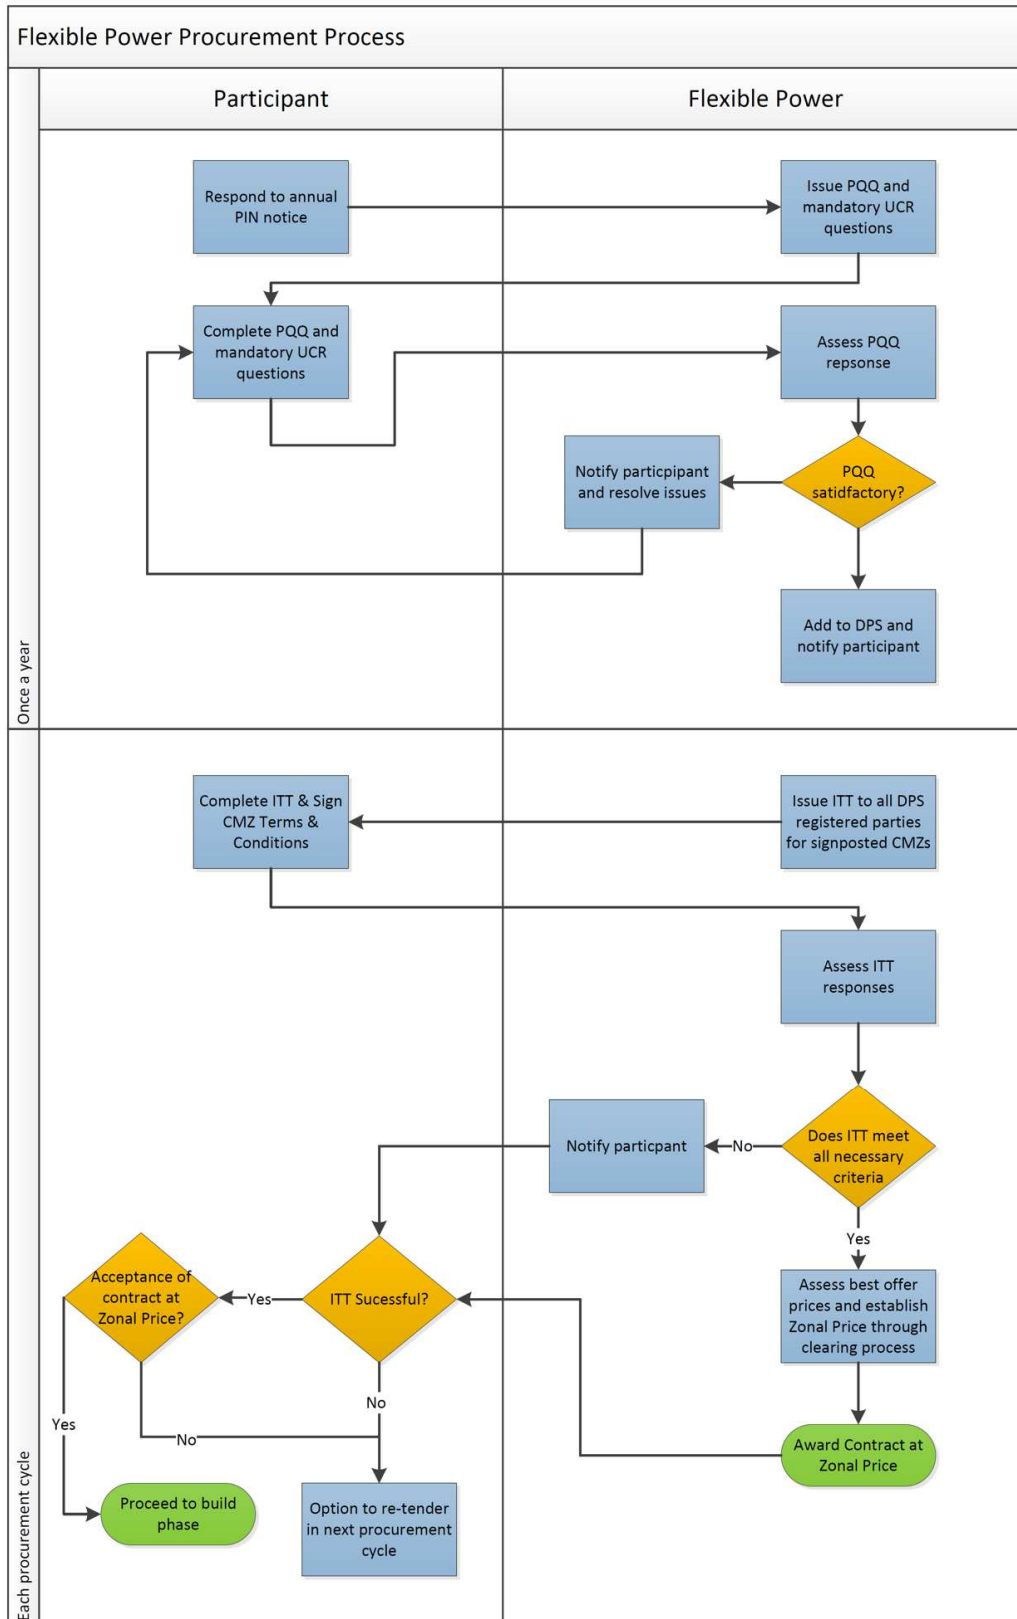 Flexible Power Procurement Process
Participant
Flexible Power
Once a year
Respond to annual
PIN notice
Issue PQQ and
mandatory UCR
questions
Complete PQQ and
mandatory UCR
questions
Assess PQQ
repsonse
PQQ
satidfactory?
Notify particpipant
and resolve issues
Add to DPS and
notify participant
Each procurement cycle
Complete ITT & Sign
CMZ Terms &
Conditions
Issue ITT to all DPS
registered parties
for signposted CMZs
Assess ITT
responses
Does ITT meet
all necessary
criteria
No
Notify particpant
Yes
Assess best offer
prices and establish
Zonal Price through
clearing process
Award Contract at
Zonal Price
ITT Sucessful?
Yes
Acceptance of
contract at
Zonal Price?
No
Yes
No
Proceed to build
phase
Option to re-tender
in next procurement
cycle